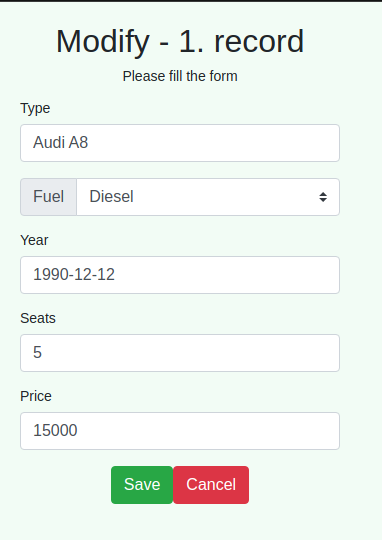 Modify - 1. record
Please fill the form
Type
Audi A8
Fuel Diesel
Year
1990-12-12
Seats
5
Price
15000
Save Cancel